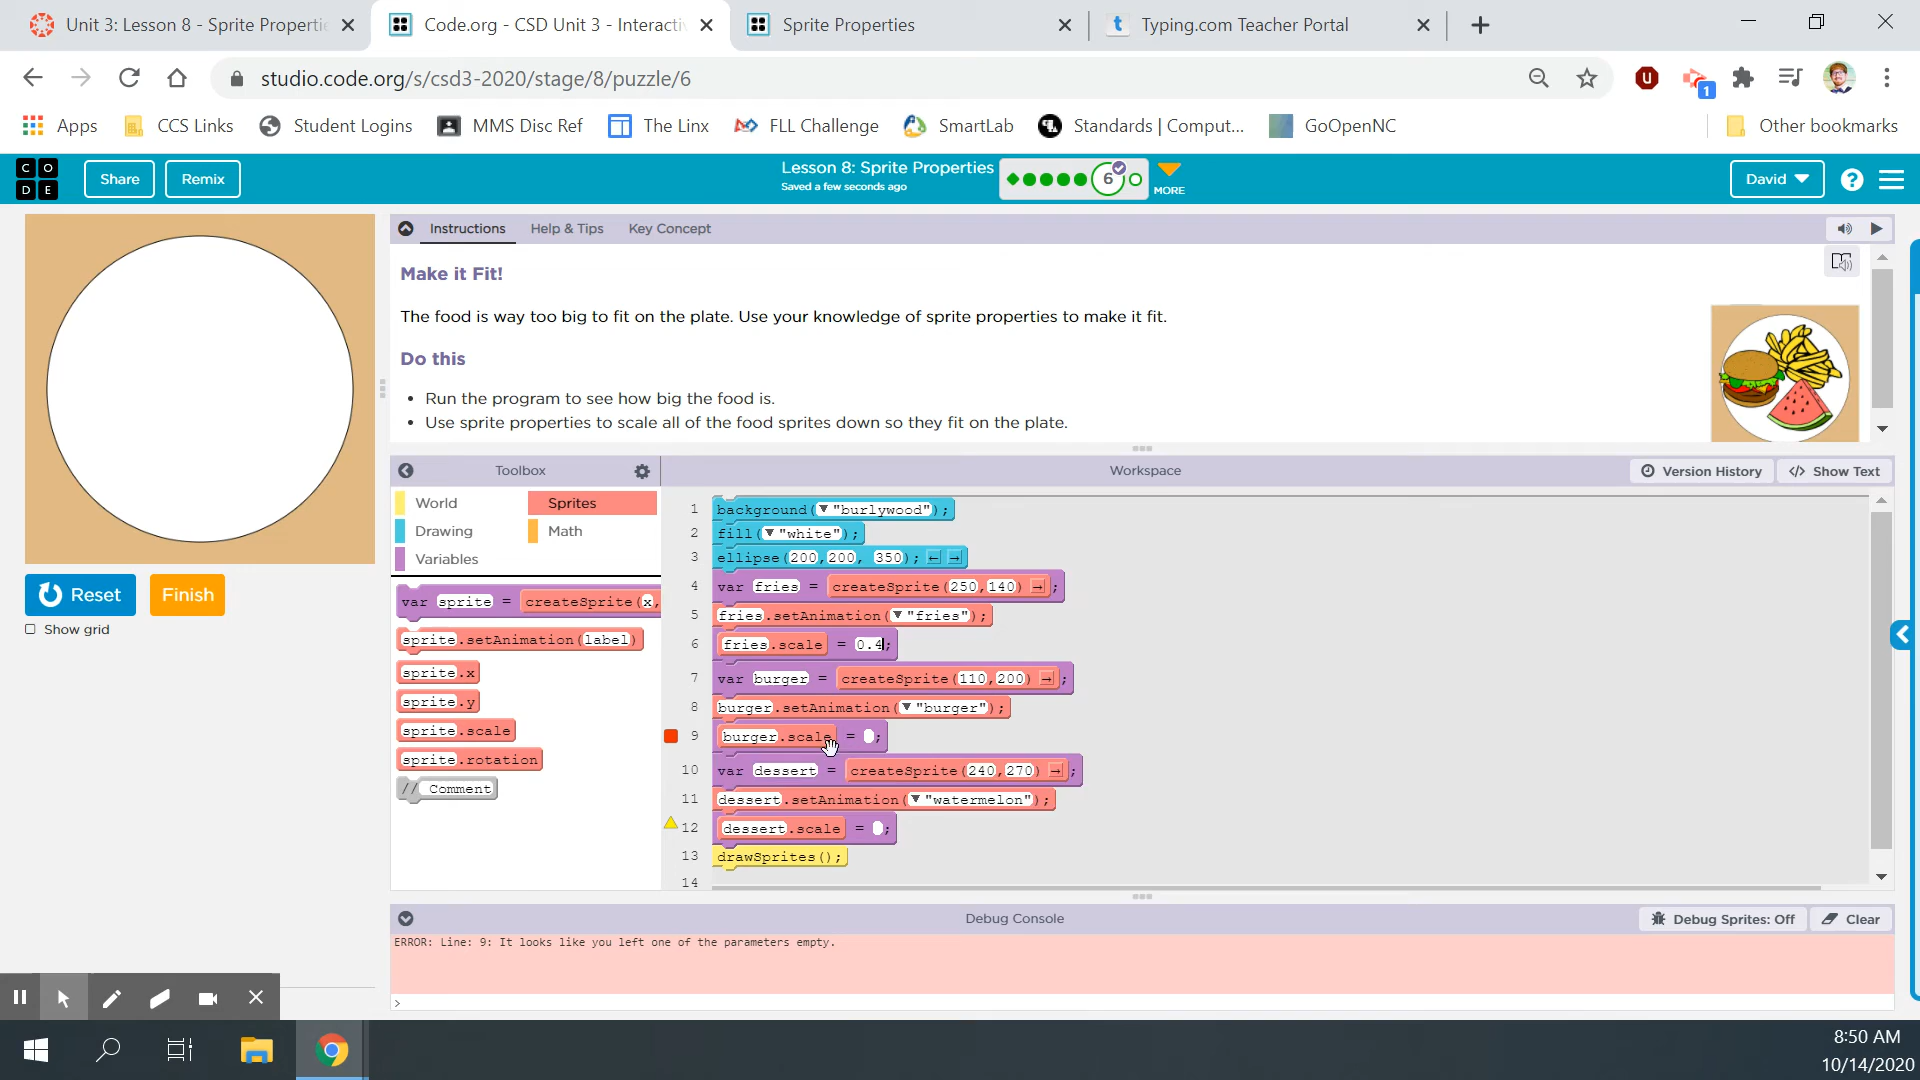 Unit 3: Lesson 8 - Sprite Properti
Code.org - CSD Unit 3 - Interacti
Sprite Properties
t Typing.com Teacher Portal
studio.code.org/s/csd3-2020/stage/8/puzzle/6
1
Apps
CCS Links
Student Logins
MMS Disc Ref
The Linx
FLL Challenge
SmartLab
Standards | Comput...
GoOpenNC
Other bookmarks
C O
D E
Share
Remix
Lesson 8: Sprite Properties
Saved a few seconds ago
6
MORE
David
?
Instructions
Help & Tips
Key Concept
Make it Fit!
The food is way too big to fit on the plate. Use your knowledge of sprite properties to make it fit.
Do this
• Run the program to see how big the food is.
• Use sprite properties to scale all of the food sprites down so they fit on the plate.
Reset
Finish
Show grid
Toolbox
Workspace
Version History
</> Show Text
World
Sprites
Drawing
Math
Variables
var sprite = createSprite(x,
sprite.setAnimation(label)
sprite.x
sprite.y
sprite.scale
sprite.rotation
// Comment
1 background(▼ "burlywood");
2 fill(▼ "white");
3 ellipse(200,200, 350); ← →
4 var fries = createSprite(250,140) → ;
5 fries.setAnimation(▼ "fries");
6 fries.scale = 0.4;
7 var burger = createSprite(110,200) → ;
8 burger.setAnimation(▼ "burger");
9 burger.scale = ;
10 var dessert = createSprite(240,270) → ;
11 dessert.setAnimation(▼ "watermelon");
12 dessert.scale = ;
13 drawSprites();
14
Debug Console
Debug Sprites: Off
Clear
ERROR: Line: 9: It looks like you left one of the parameters empty.
>
8:50 AM
10/14/2020